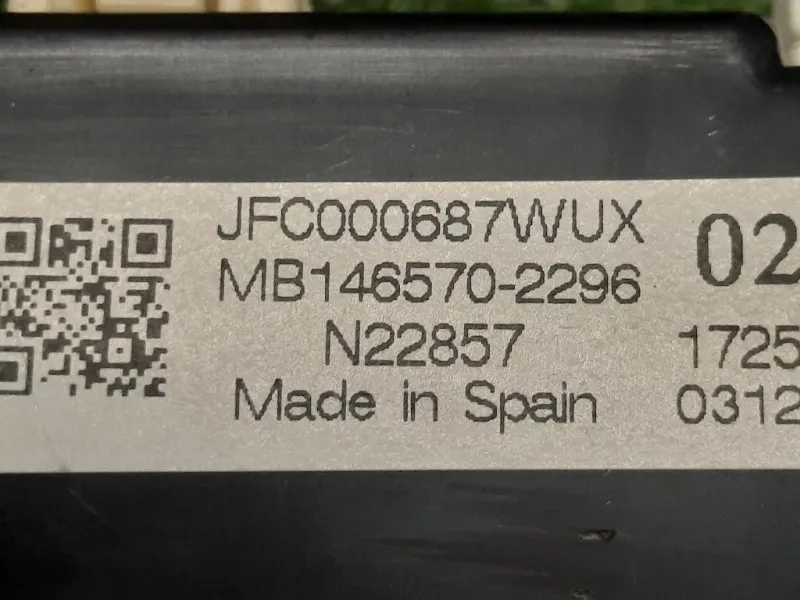 JFC000687WUX 02
MB146570-2296
N22857 1725
Made in Spain 0312